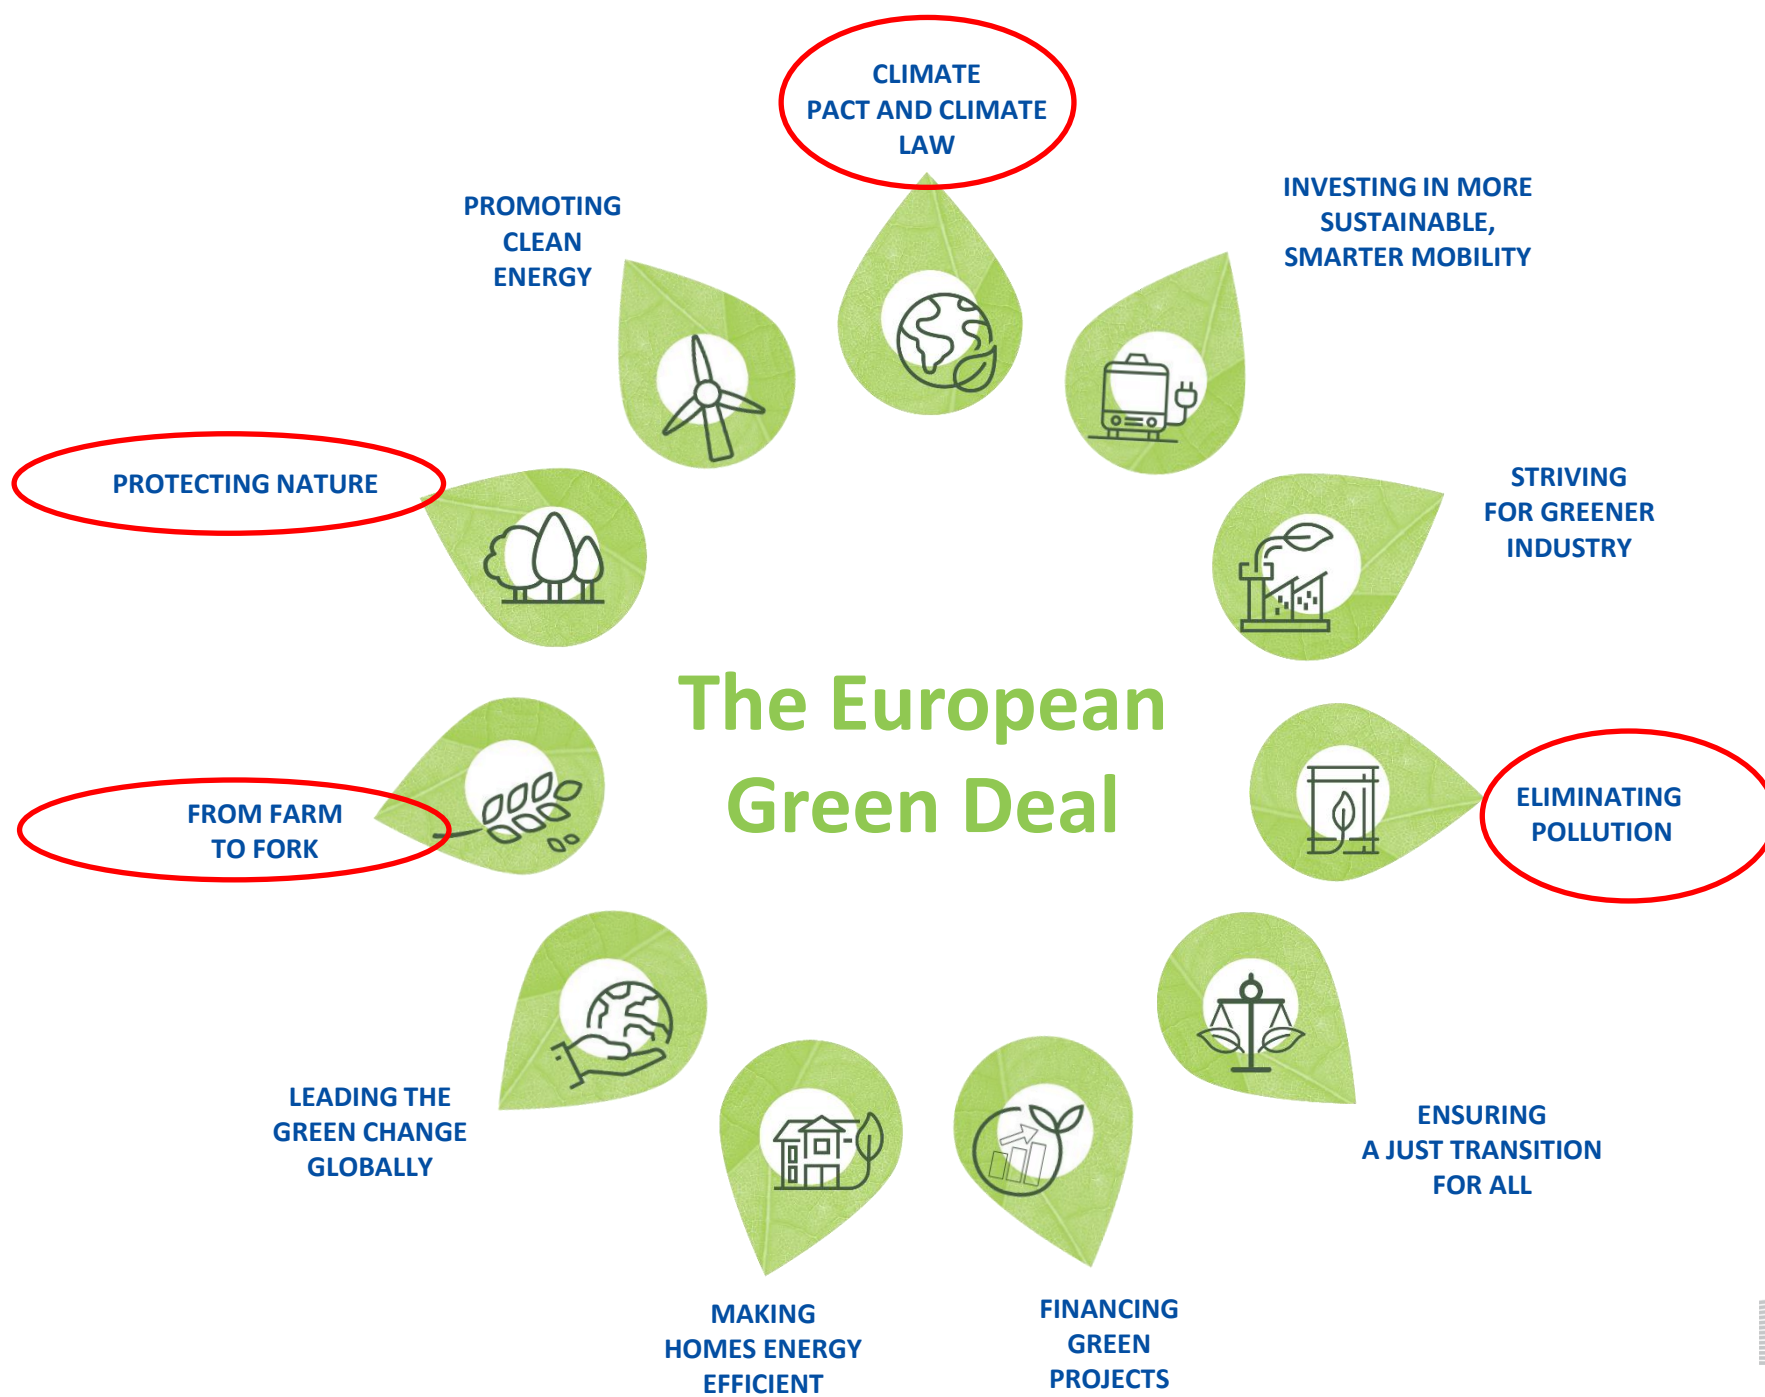 CLIMATE
PACT AND CLIMATE
LAW
INVESTING IN MORE
SUSTAINABLE,
SMARTER MOBILITY
PROMOTING
CLEAN
ENERGY
PROTECTING NATURE
STRIVING
FOR GREENER
INDUSTRY
The European
Green Deal
FROM FARM
TO FORK
ELIMINATING
POLLUTION
LEADING THE
GREEN CHANGE
GLOBALLY
ENSURING
A JUST TRANSITION
FOR ALL
MAKING
HOMES ENERGY
EFFICIENT
FINANCING
GREEN
PROJECTS